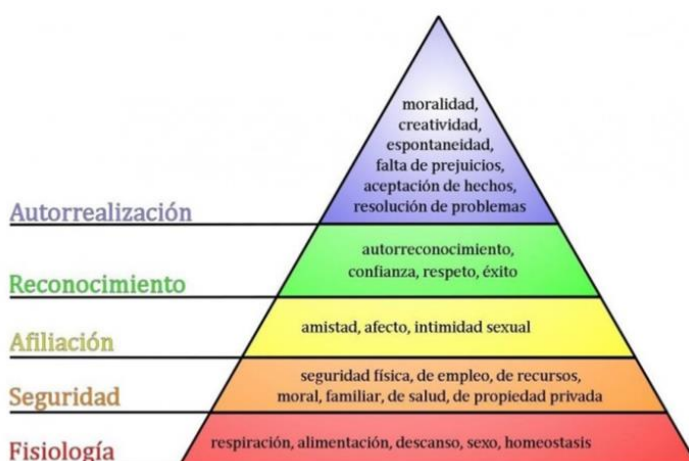 moralidad,
creatividad,
espontaneidad,
falta de prejuicios,
aceptación de hechos,
resolución de problemas
Autorrealización
autorreconocimiento,
confianza, respeto, éxito
Reconocimiento
amistad, afecto, intimidad sexual
Afiliación
seguridad física, de empleo, de recursos,
moral, familiar, de salud, de propiedad privada
Seguridad
respiración, alimentación, descanso, sexo, homeostasis
Fisiología